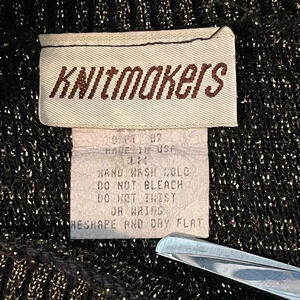 KNITMAKERS
MADE IN USA
HAND WASH COLD
DO NOT BLEACH
DO NOT TWIST
OR WRING
RESHAPE AND DRY FLAT